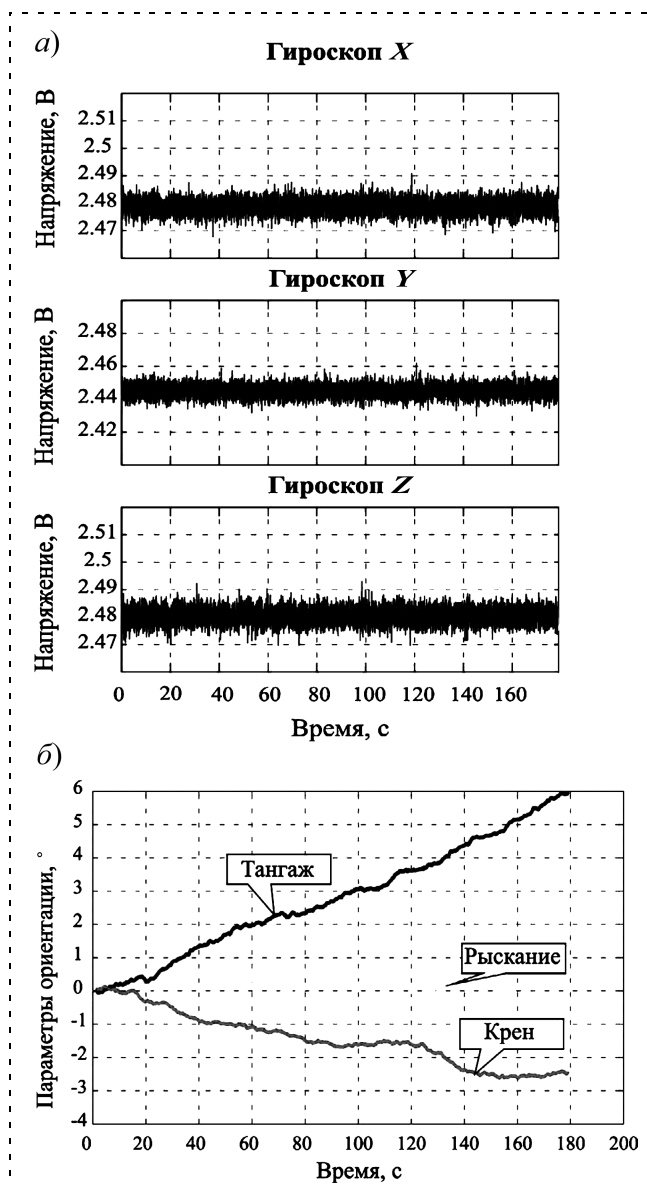 а)
Гироскоп X
Напряжение, В
2.51
2.5
2.49
2.48
2.47
Гироскоп Y
Напряжение, В
2.48
2.46
2.44
2.42
Гироскоп Z
Напряжение, В
2.51
2.5
2.49
2.48
2.47
0 20 40 60 80 100 120 140 160
Время, с
б)
Параметры ориентации, °
6
5
4
3
2
1
0
-1
-2
-3
-4
Тангаж
Рыскание
Крен
0 20 40 60 80 100 120 140 160 180 200
Время, с